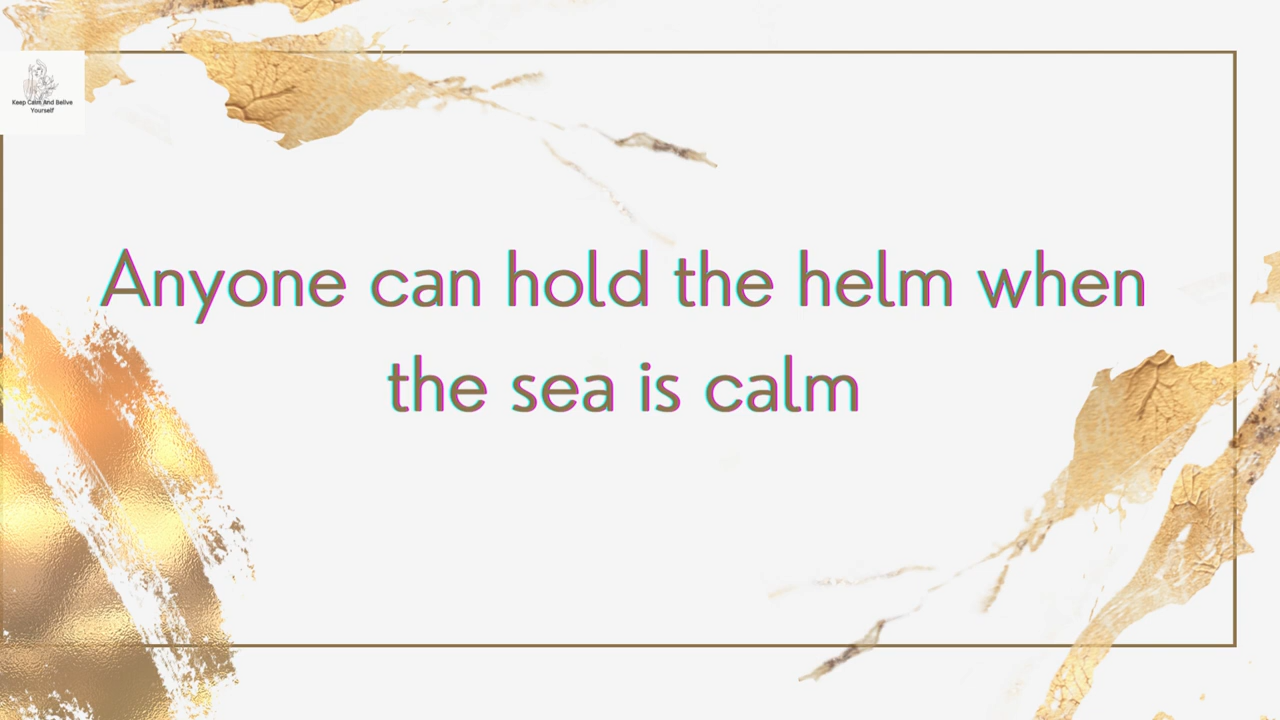 Keep Calm And Belive
Yourself
Anyone can hold the helm when
the sea is calm